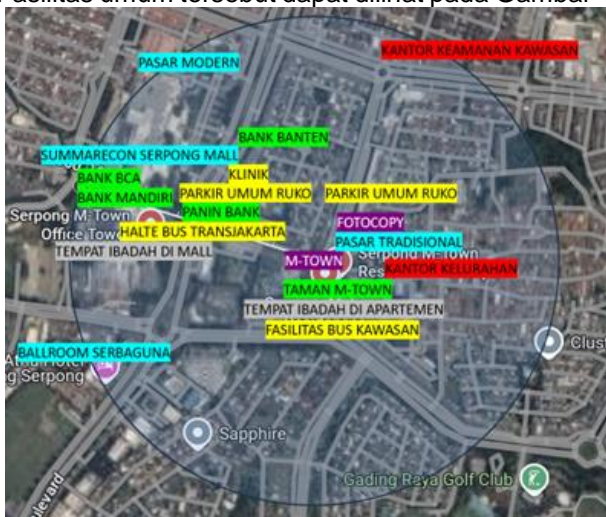 Fasilitas umum tersebut dapat dilihat pada Gambar
KANTOR KEAMANAN KAWASAN
PASAR MODERN
BANK BANTEN
SUMMARECON SERPONG MALL
KLINIK
BANK BCA
BANK MANDIRI
PARKIR UMUM RUKO
PARKIR UMUM RUKO
PANIN BANK
Serpong M-Town
Office Tow
FOTOCOPY
HALTE BUS TRANSJAKARTA
PASAR TRADISIONAL
TEMPAT IBADAH DI MALL
M-TOWN
Serpong M-Town
Res
KANTOR KELURAHAN
TAMAN M-TOWN
TEMPAT IBADAH DI APARTEMEN
FASILITAS BUS KAWASAN
Clust
BALLROOM SERBAGUNA
g Serpong
Sapphire
Gading Raya Golf Club
ulevard